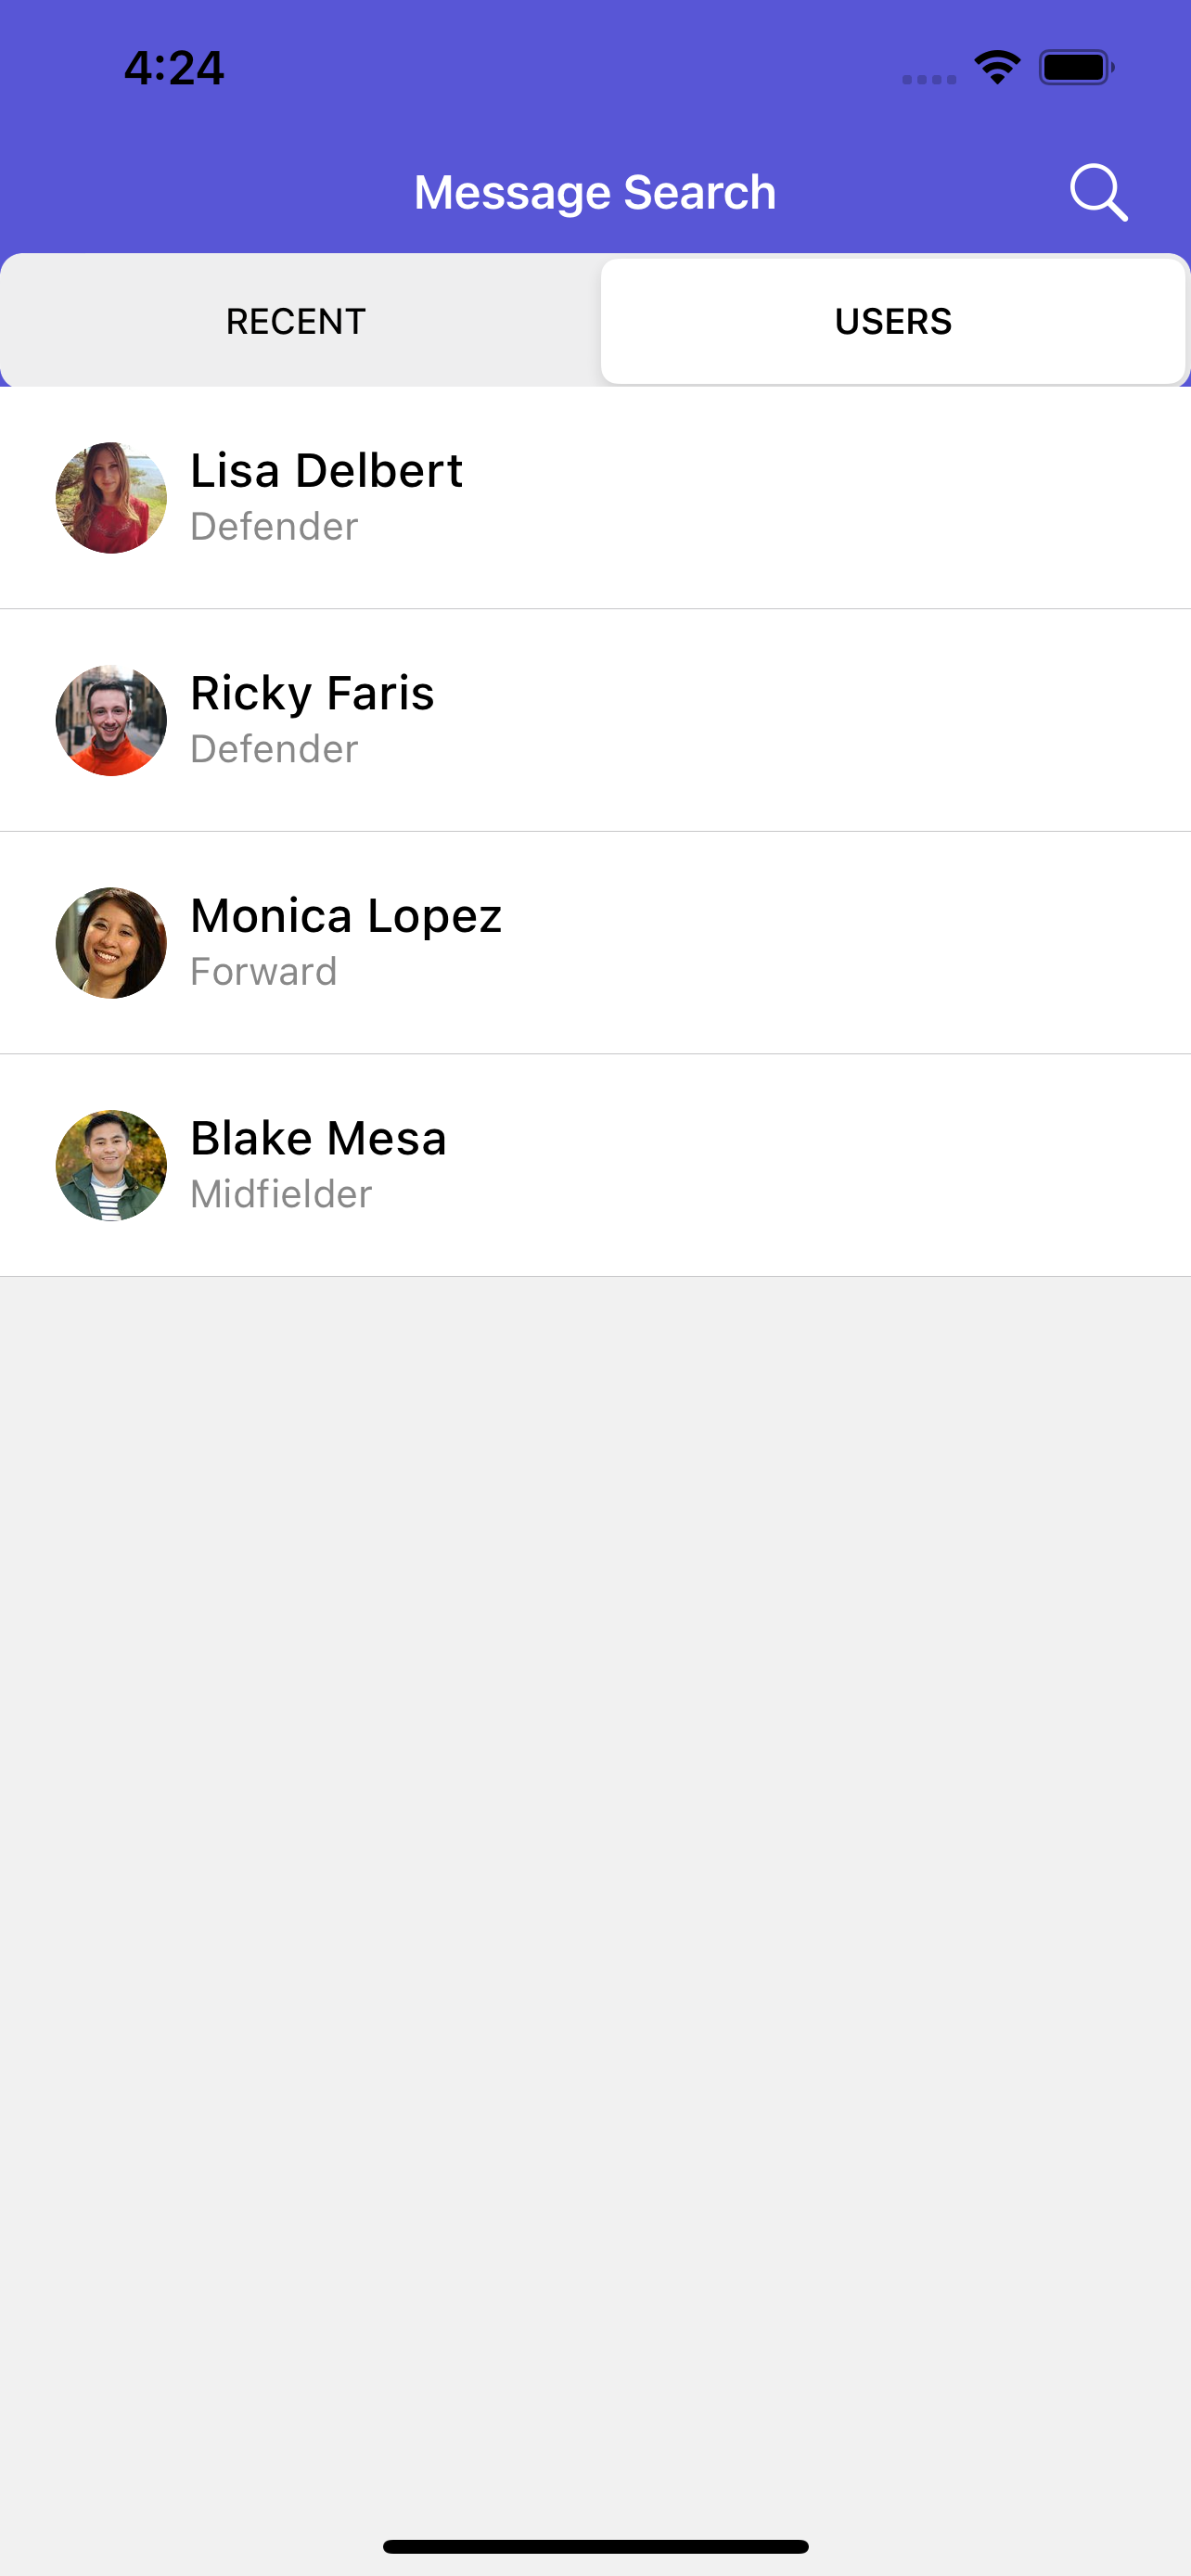 4:24
Message Search
RECENT
USERS
Lisa Delbert
Defender
Ricky Faris
Defender
Monica Lopez
Forward
Blake Mesa
Midfielder